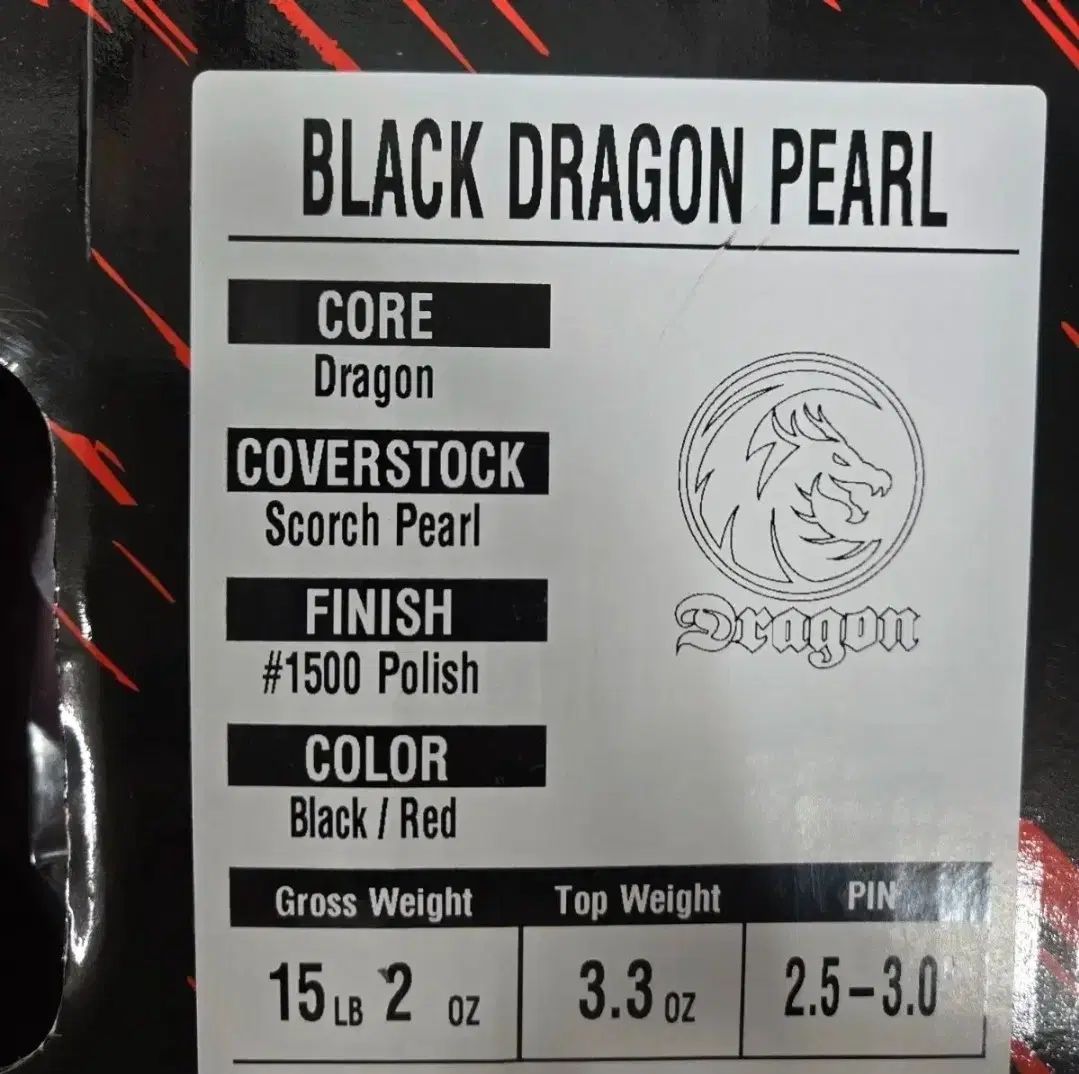 BLACK DRAGON PEARL
CORE
Dragon
COVERSTOCK
Scorch Pearl
FINISH
#1500 Polish
COLOR
Black / Red
Dragon
Gross Weight Top Weight PIN
15 LB 2 OZ 3.3 OZ 2.5-3.0"